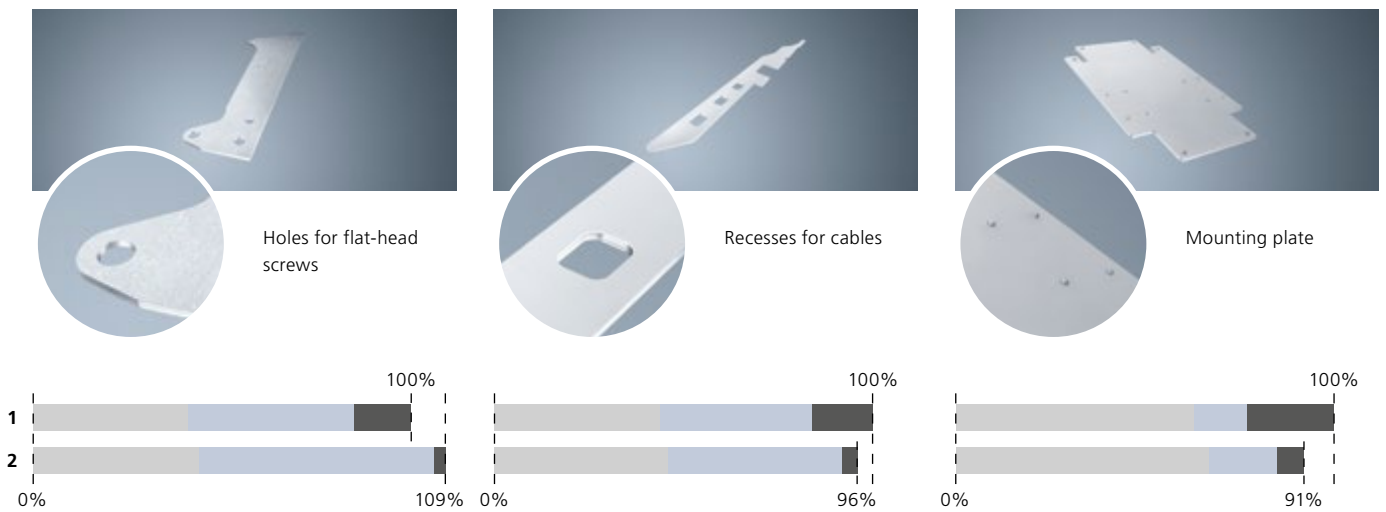 Holes for flat-head
screws
Recesses for cables
Mounting plate
100%
100%
100%
1
2
0%
109%
0%
96%
0%
91%